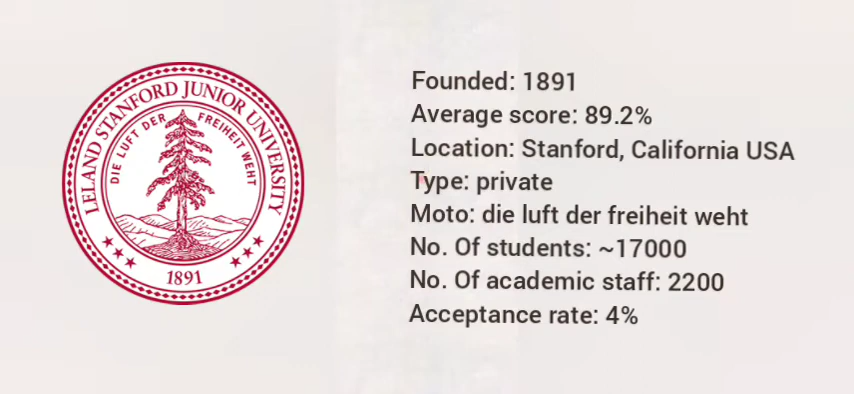 LELAND STANFORD JUNIOR UNIVERSITY
DIE LUFT DER FREIHEIT WEHT
1891
Founded: 1891
Average score: 89.2%
Location: Stanford, California USA
Type: private
Moto: die luft der freiheit weht
No. Of students: ~17000
No. Of academic staff: 2200
Acceptance rate: 4%